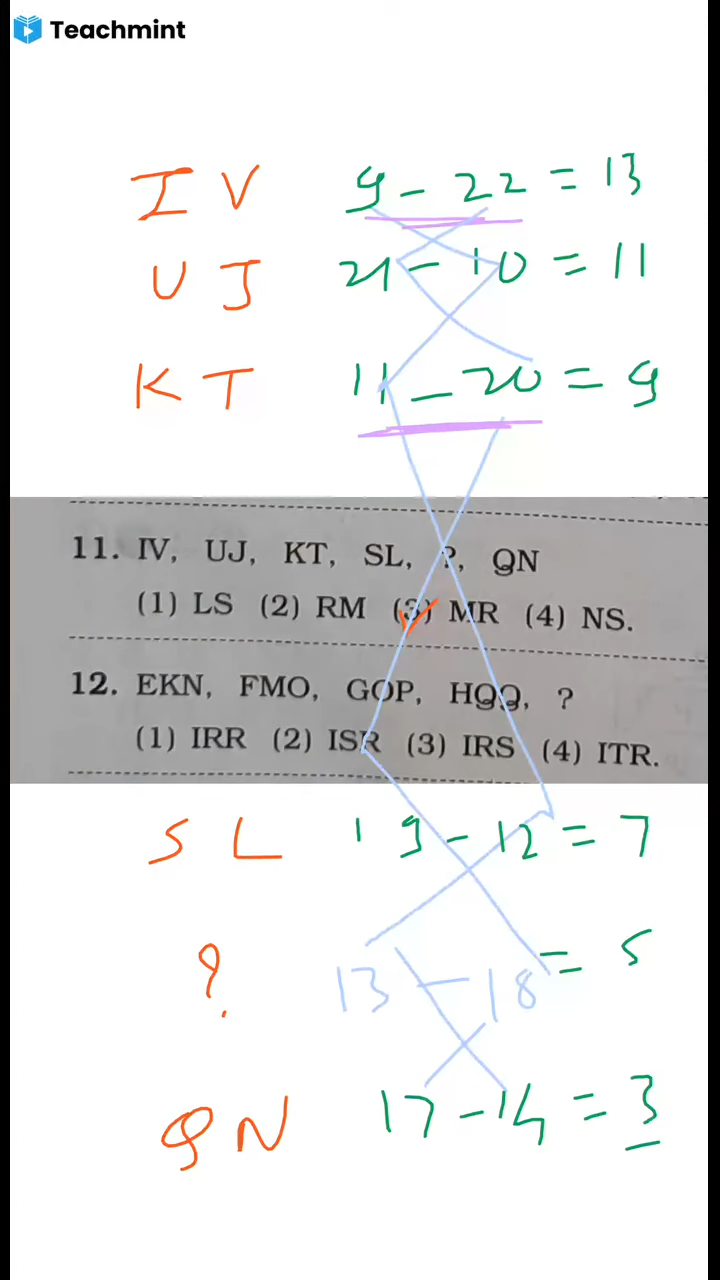 Teachmint
I V 9 - 22 = 13
U J 21 - 10 = 11
K T 11 - 20 = 9
11. IV, UJ, KT, SL, ?, QN
(1) LS (2) RM (3) MR (4) NS.
12. EKN, FMO, GOP, HQQ, ?
(1) IRR (2) ISR (3) IRS (4) ITR.
S L 19 - 12 = 7
? 13 - 18 = 5
Q N 17 - 14 = 3